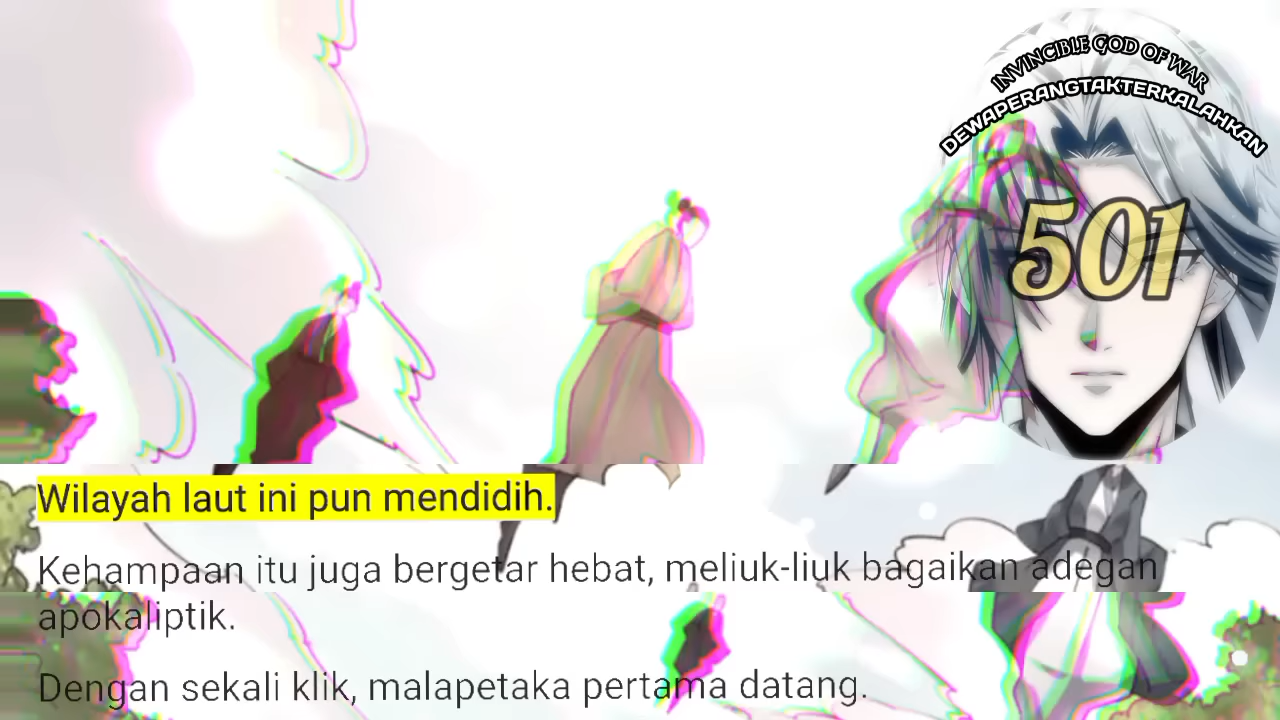 INVINCIBLE GOD OF WAR
DEWAPERANGTAKTERKALAHKAN
501
Wilayah laut ini pun mendidih.
Kehampaan itu juga bergetar hebat, meliuk-liuk bagaikan adegan
apokaliptik.
Dengan sekali klik, malapetaka pertama datang.